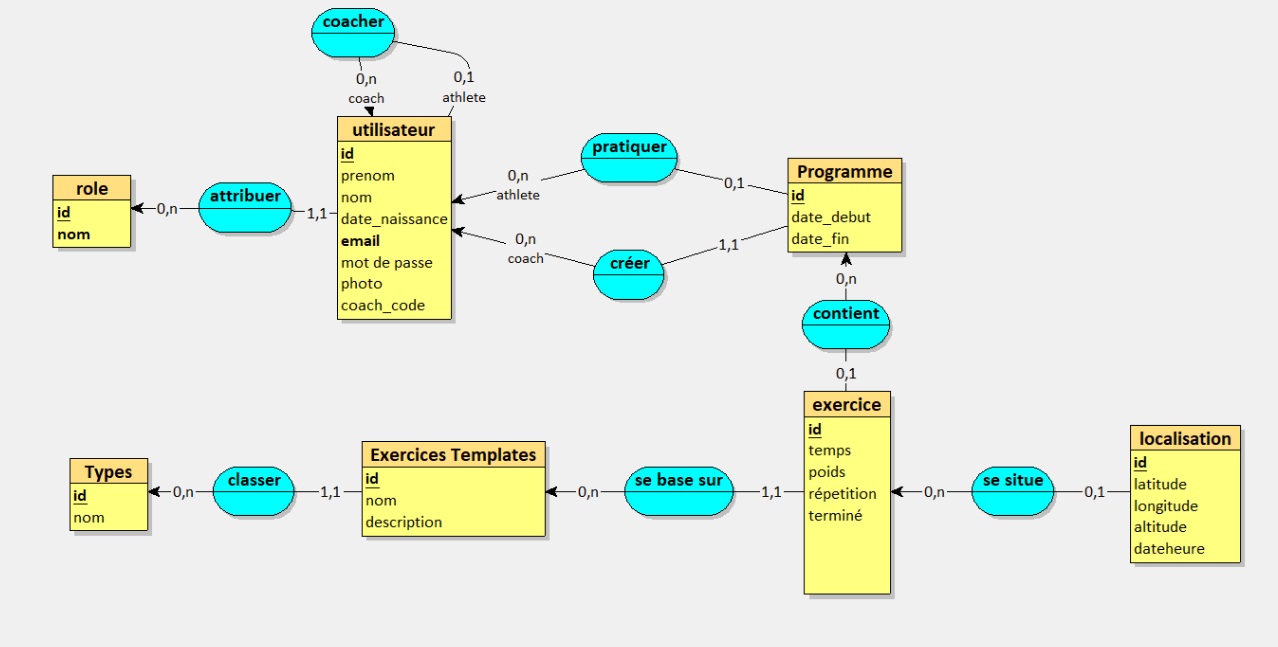 coacher
0,n
coach
0,1
athlete
utilisateur
id
prenom
nom
date_naissance
email
mot de passe
photo
coach_code
role
id
nom
attribuer
0,n
1,1
pratiquer
0,n
athlete
0,1
créer
0,n
coach
1,1
Programme
id
date_debut
date_fin
0,n
contient
0,1
exercice
id
temps
poids
répetition
terminé
Types
id
nom
0,n
classer
1,1
Exercices Templates
id
nom
description
0,n
se base sur
1,1
0,n
se situe
0,1
localisation
id
latitude
longitude
altitude
dateheure